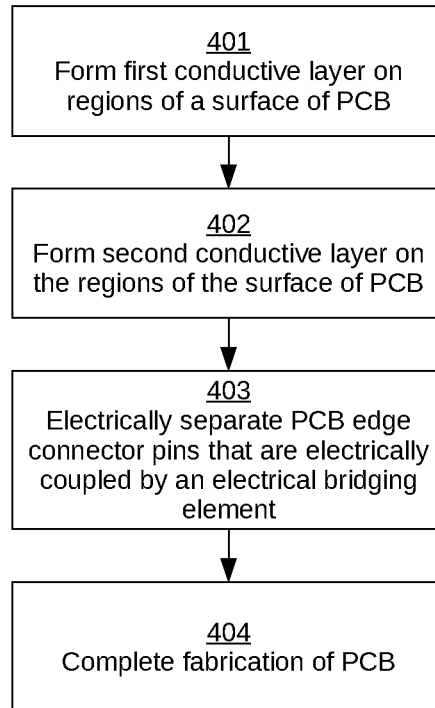 401
Form first conductive layer on
regions of a surface of PCB
402
Form second conductive layer on
the regions of the surface of PCB
403
Electrically separate PCB edge
connector pins that are electrically
coupled by an electrical bridging
element
404
Complete fabrication of PCB